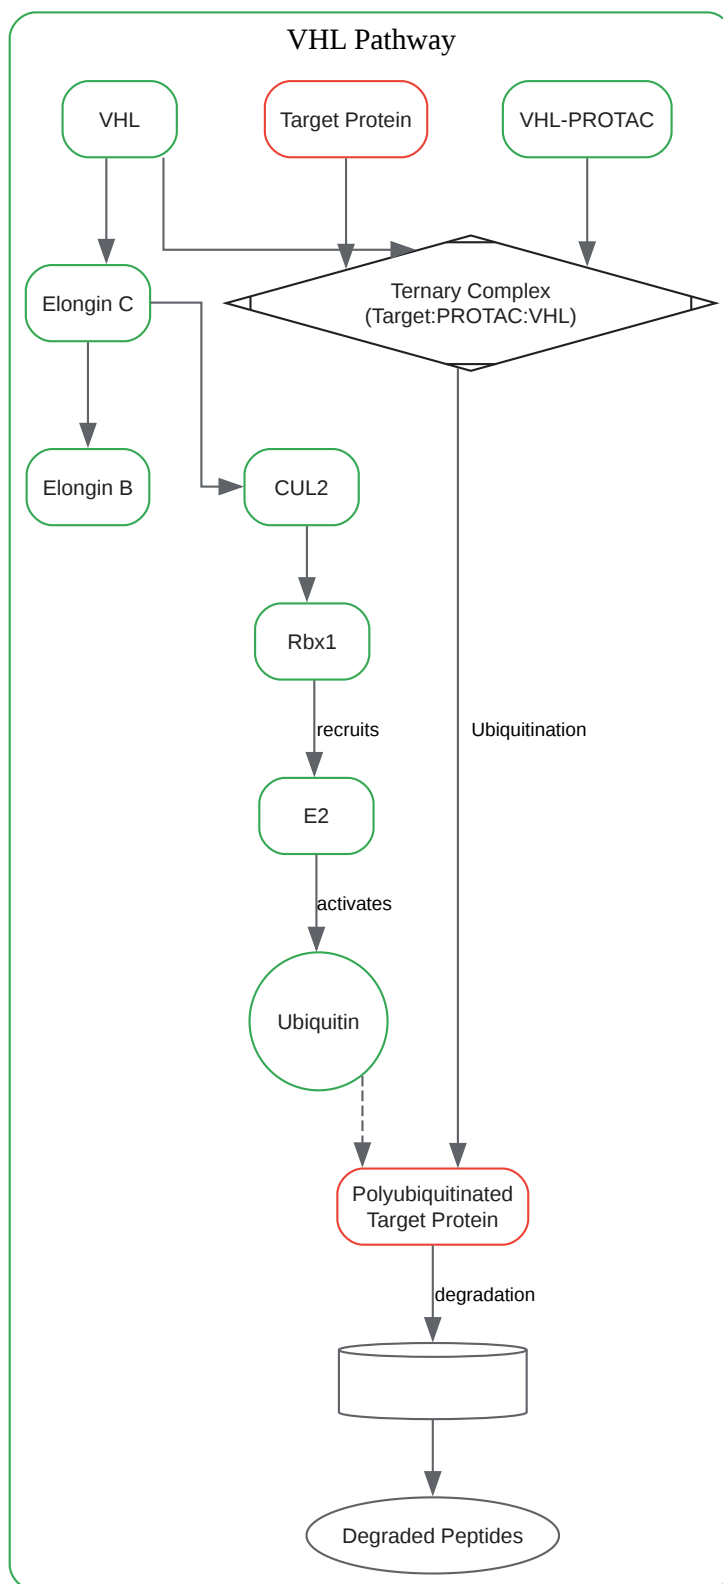 VHL Pathway
VHL
Target Protein
VHL-PROTAC
Elongin C
Ternary Complex
(Target:PROTAC:VHL)
Elongin B
CUL2
Rbx1
recruits
Ubiquitination
E2
activates
Ubiquitin
Polyubiquitinated
Target Protein
degradation
Degraded Peptides